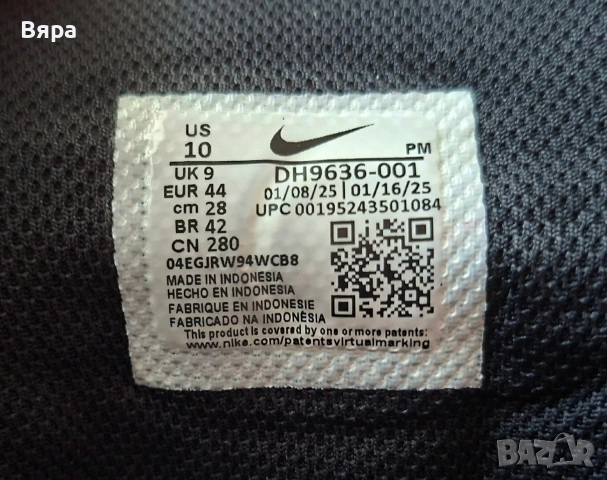 Вяра
US
10 PM
UK 9 DH9636-001
EUR 44 01/08/25 | 01/16/25
cm 28 UPC 00195243501084
BR 42
CN 280
04EGJRW94WCB8
MADE IN INDONESIA
HECHO EN INDONESIA
FABRIQUE EN INDONESIE
FABRICADO NA INDONÈSIA
This product is covered by one or more patents:
www.nike.com/patentsvirtualmarking
BAZAR